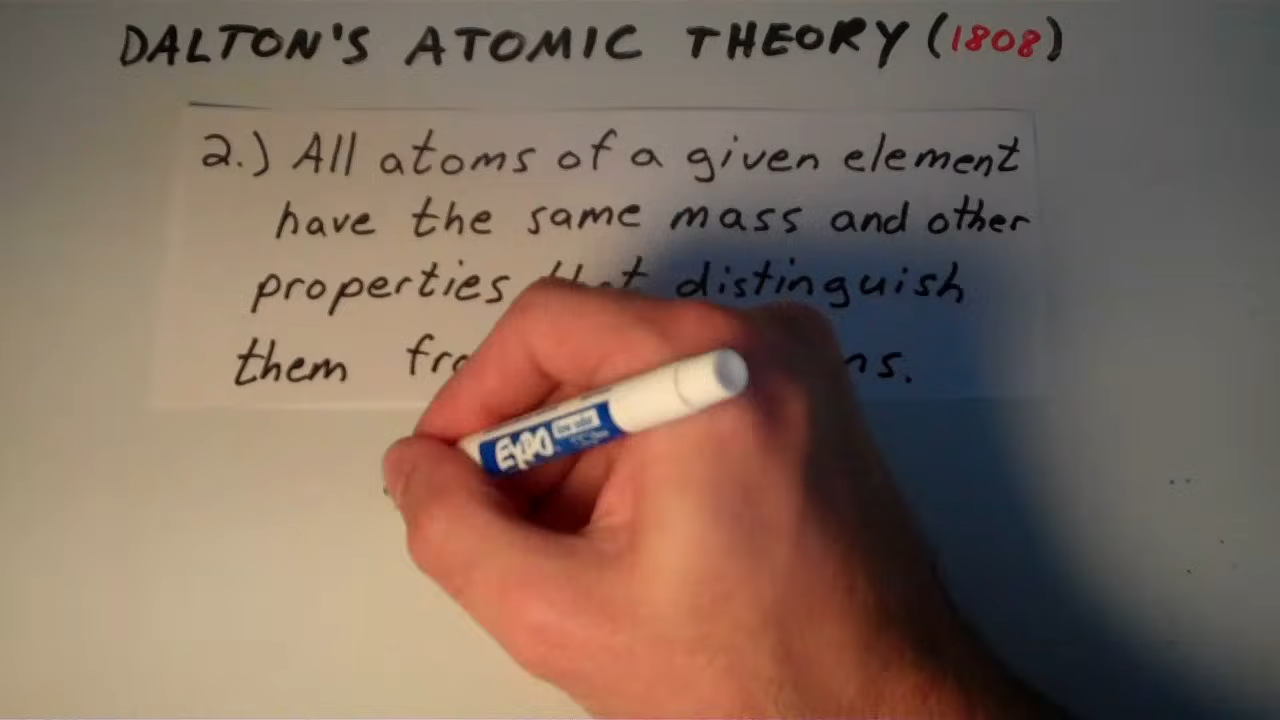 DALTON'S ATOMIC THEORY (1808)
2.) All atoms of a given element
have the same mass and other
properties that distinguish
them
EXPO